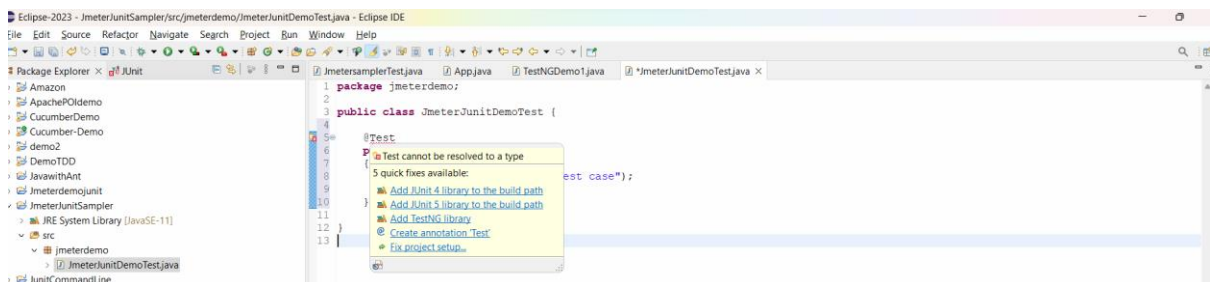 Eclipse-2023 - JmeterJunitSampler/src/jmeterdemo/JmeterJunitDemoTest.java - Eclipse IDE
File Edit Source Refactor Navigate Search Project Run Window Help
Package Explorer × JUnit
Amazon
ApachePOIdemo
CucumberDemo
Cucumber-Demo
demo2
DemoTDD
JavawithAnt
Jmeterdemojunit
JmeterJunitSampler
JRE System Library [JavaSE-11]
src
jmeterdemo
JmeterJunitDemoTest.java
JunitCommandLine
JmetersamplerTest.java App.java TestNGDemo1.java *JmeterJunitDemoTest.java ×
1 package jmeterdemo;
2
3 public class JmeterJunitDemoTest {
4
5 @Test
6 p
7 {
8 est case");
9
10 }
11
12 }
13
Test cannot be resolved to a type
5 quick fixes available:
Add JUnit 4 library to the build path
Add JUnit 5 library to the build path
Add TestNG library
Create annotation 'Test'
Fix project setup...